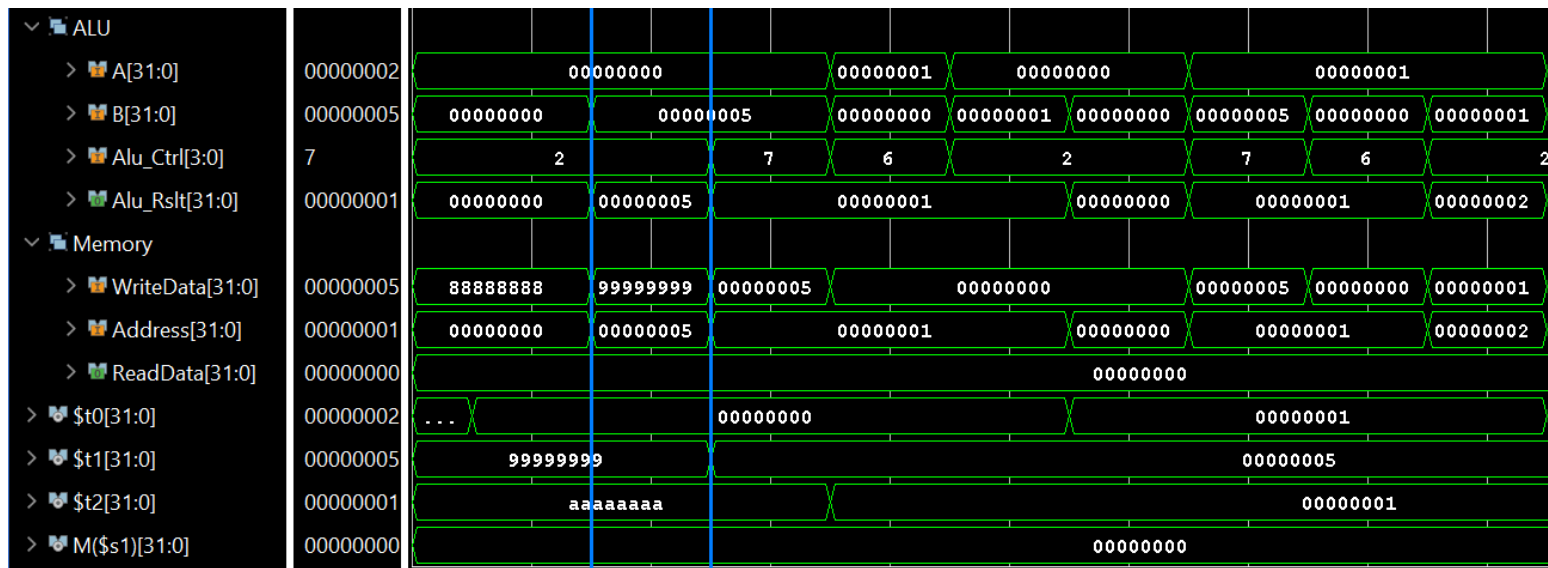 ALU
A[31:0] 00000002 00000000 00000001 00000000 00000001
B[31:0] 00000005 00000000 00000005 00000000 00000001 00000000 00000005 00000000 00000001
Alu_Ctrl[3:0] 7 2 7 6 2 7 6 2
Alu_Rslt[31:0] 00000001 00000000 00000005 00000001 00000000 00000001 00000002
Memory
WriteData[31:0] 00000005 88888888 99999999 00000005 00000000 00000005 00000000 00000001
Address[31:0] 00000001 00000000 00000005 00000001 00000000 00000001 00000002
ReadData[31:0] 00000000 00000000
$t0[31:0] 00000002 ... 00000000 00000001
$t1[31:0] 00000005 99999999 00000005
$t2[31:0] 00000001 aaaaaaaa 00000001
M($s1)[31:0] 00000000 00000000